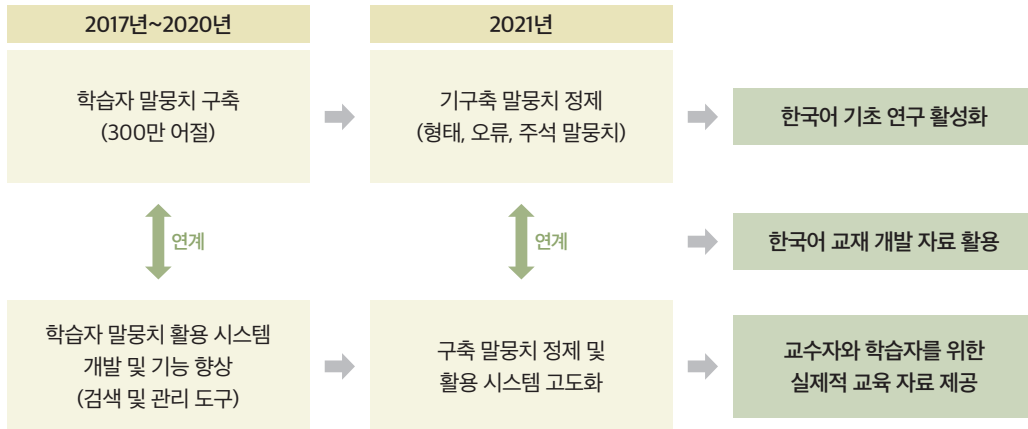 2017년~2020년
2021년
학습자 말뭉치 구축
(300만 어절)
기구축 말뭉치 정제
(형태, 오류, 주석 말뭉치)
한국어 기초 연구 활성화
연계
연계
한국어 교재 개발 자료 활용
학습자 말뭉치 활용 시스템
개발 및 기능 향상
(검색 및 관리 도구)
구축 말뭉치 정제 및
활용 시스템 고도화
교수자와 학습자를 위한
실제적 교육 자료 제공